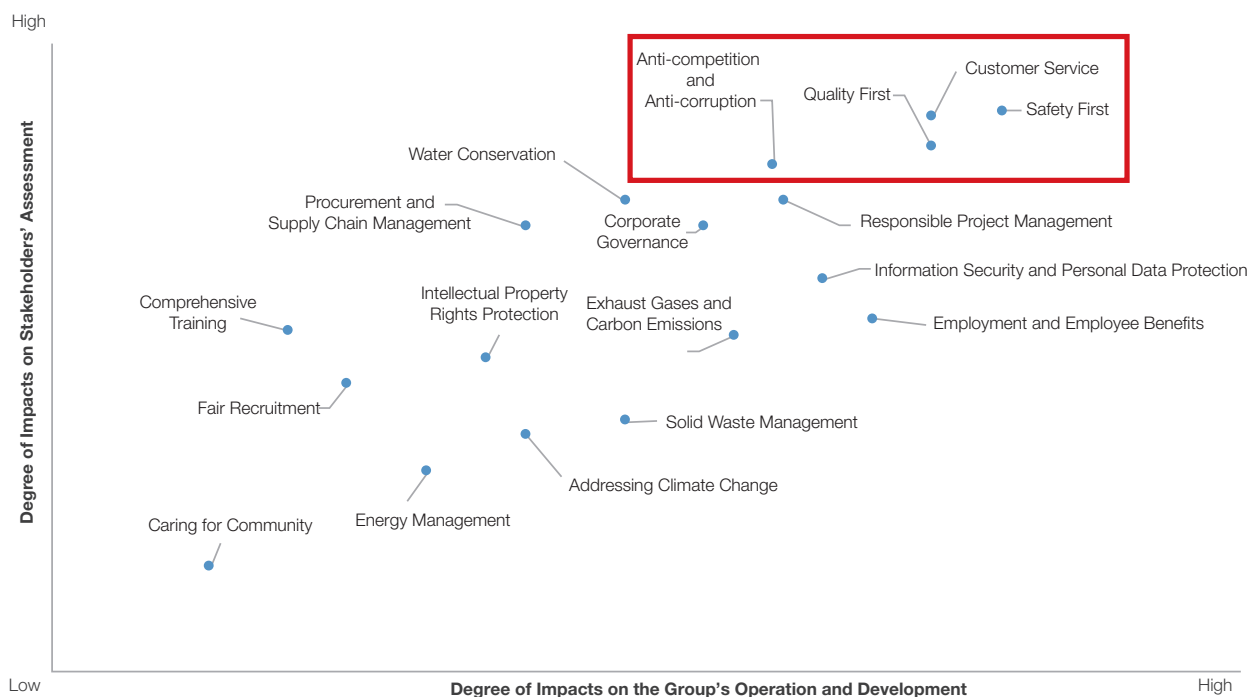 High
Degree of Impacts on Stakeholders’ Assessment
Anti-competition
and
Anti-corruption
Quality First
Customer Service
Safety First
Water Conservation
Procurement and
Supply Chain Management
Corporate
Governance
Responsible Project Management
Information Security and Personal Data Protection
Comprehensive
Training
Intellectual Property
Rights Protection
Exhaust Gases and
Carbon Emissions
Employment and Employee Benefits
Fair Recruitment
Solid Waste Management
Addressing Climate Change
Energy Management
Caring for Community
Low
Degree of Impacts on the Group’s Operation and Development
High